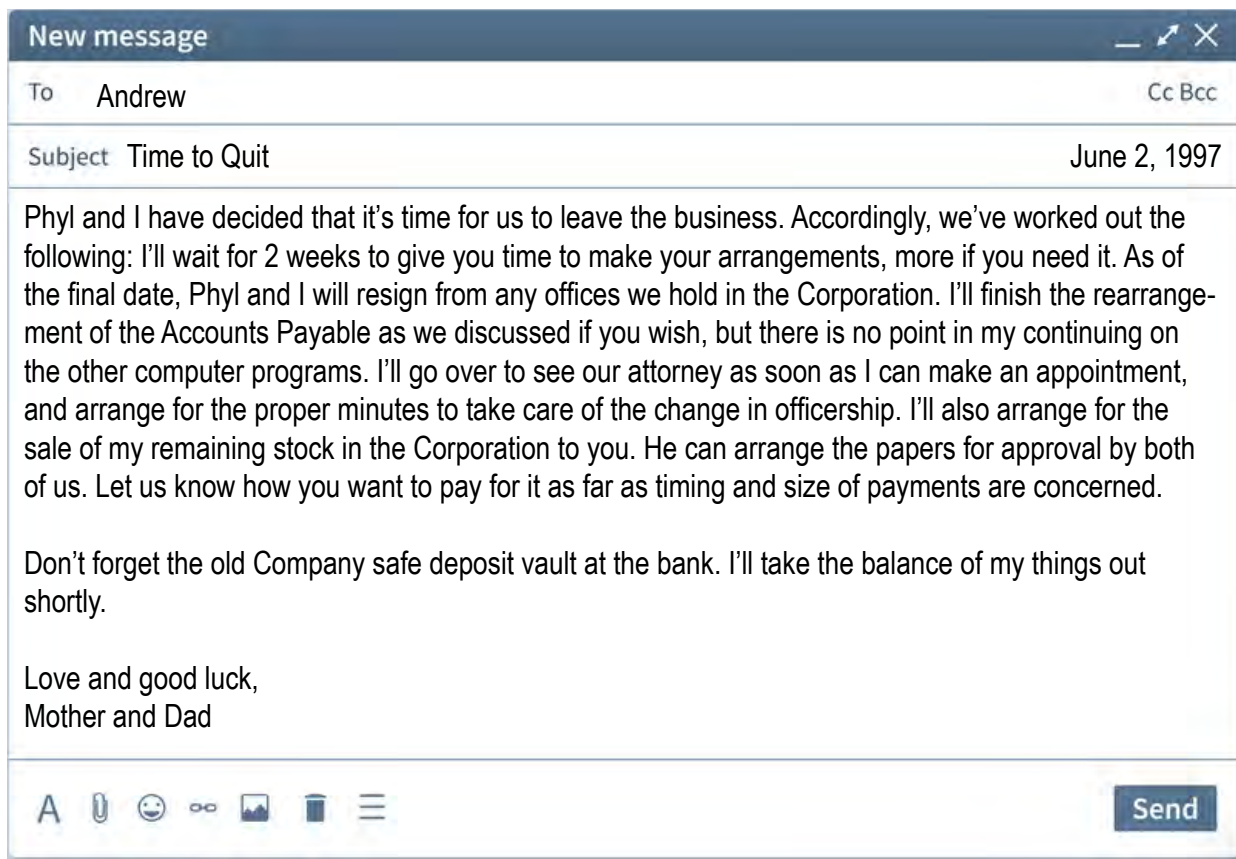 New message
To Andrew Cc Bcc
Subject Time to Quit June 2, 1997
Phyl and I have decided that it’s time for us to leave the business. Accordingly, we’ve worked out the
following: I’ll wait for 2 weeks to give you time to make your arrangements, more if you need it. As of
the final date, Phyl and I will resign from any offices we hold in the Corporation. I’ll finish the rearrange-
ment of the Accounts Payable as we discussed if you wish, but there is no point in my continuing on
the other computer programs. I’ll go over to see our attorney as soon as I can make an appointment,
and arrange for the proper minutes to take care of the change in officership. I’ll also arrange for the
sale of my remaining stock in the Corporation to you. He can arrange the papers for approval by both
of us. Let us know how you want to pay for it as far as timing and size of payments are concerned.
Don’t forget the old Company safe deposit vault at the bank. I’ll take the balance of my things out
shortly.
Love and good luck,
Mother and Dad
A Send